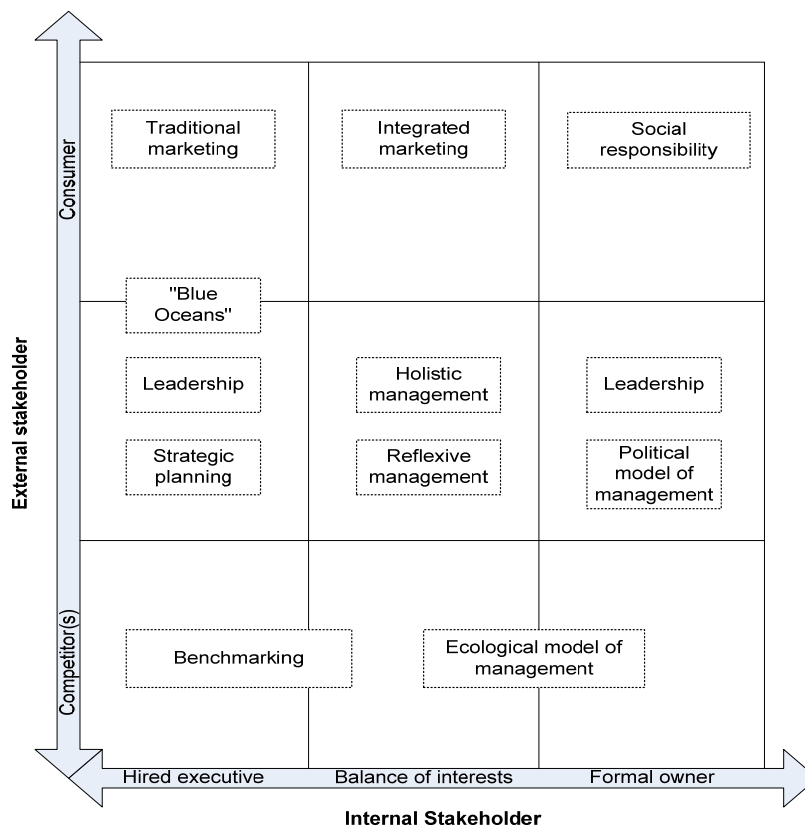 Traditional
marketing
Integrated
marketing
Social
responsibility
Consumer
"Blue
Oceans"
External stakeholder
Leadership
Holistic
management
Leadership
Strategic
planning
Reflexive
management
Political
model of
management
Competitor(s)
Benchmarking
Ecological model of
management
Hired executive
Balance of interests
Formal owner
Internal Stakeholder